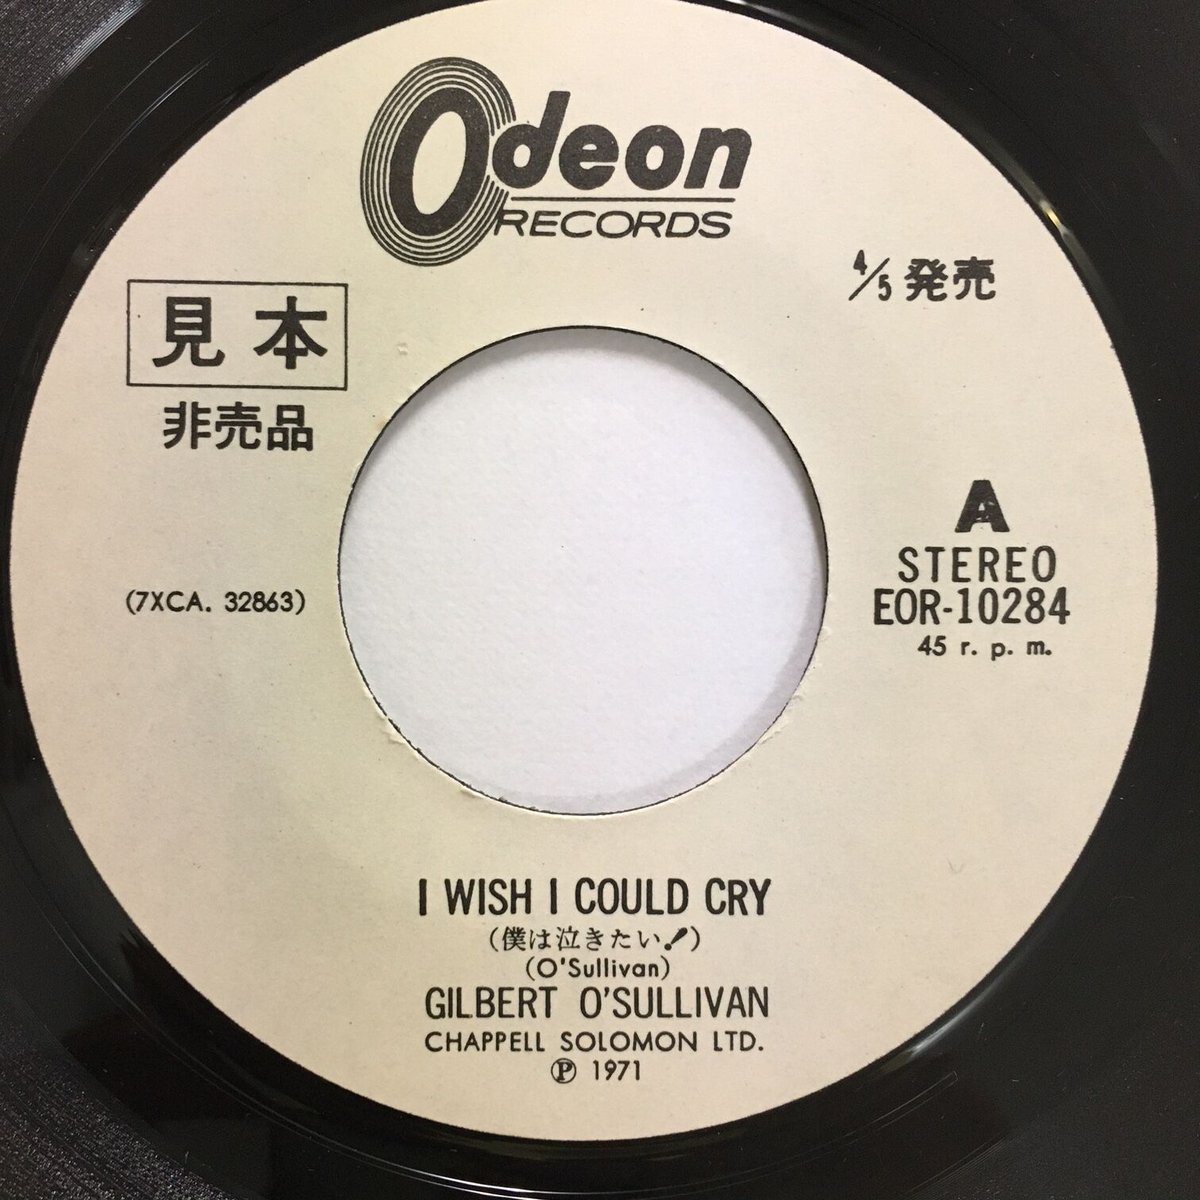 Odeon
RECORDS
4/5 発売
見本
非売品
A
STEREO
(7XCA. 32863)
EOR-10284
45 r. p. m.
I WISH I COULD CRY
(僕は泣きたい!)
(O'Sullivan)
GILBERT O'SULLIVAN
CHAPPELL SOLOMON LTD.
Ⓟ 1971